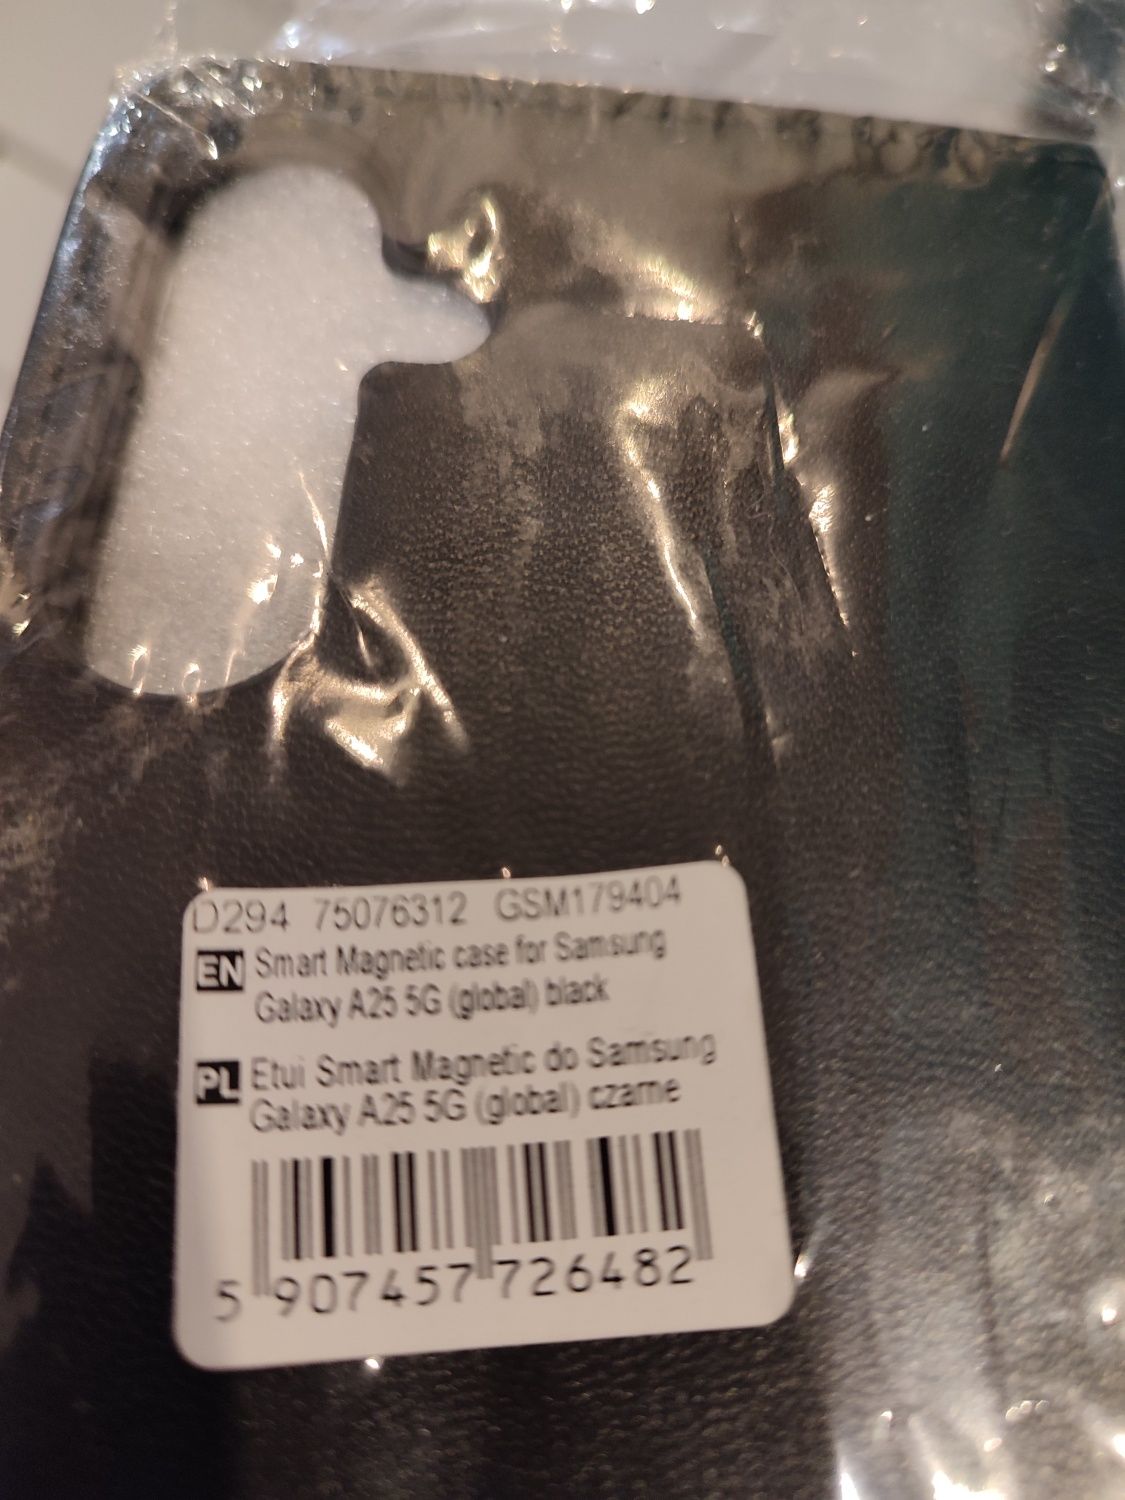 D294 75076312 GSM179404
EN Smart Magnetic case for Samsung
Galaxy A25 5G (global) black
PL Etui Smart Magnetic do Samsung
Galaxy A25 5G (global) czarne
5 907457 726482